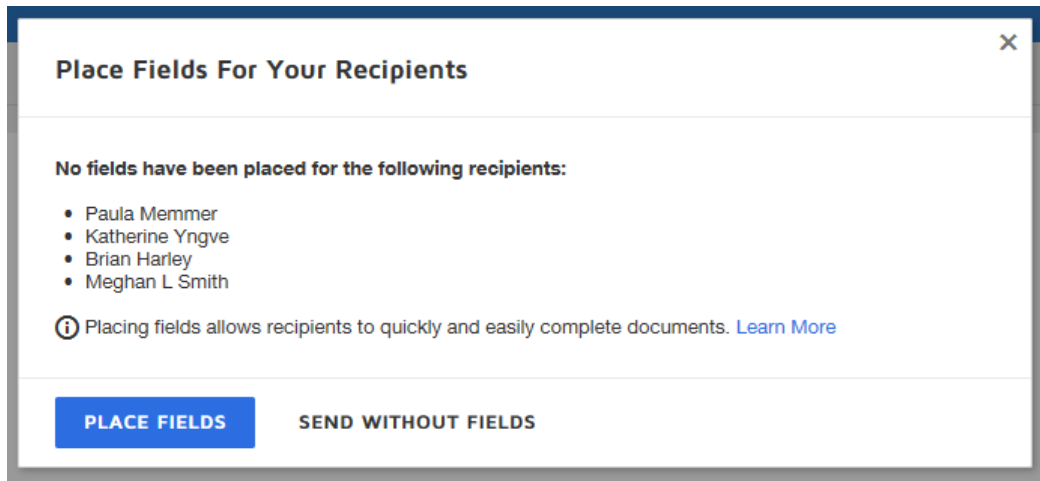 Place Fields For Your Recipients
No fields have been placed for the following recipients:
• Paula Memmer
• Katherine Yngve
• Brian Harley
• Meghan L Smith
Placing fields allows recipients to quickly and easily complete documents. Learn More
PLACE FIELDS SEND WITHOUT FIELDS